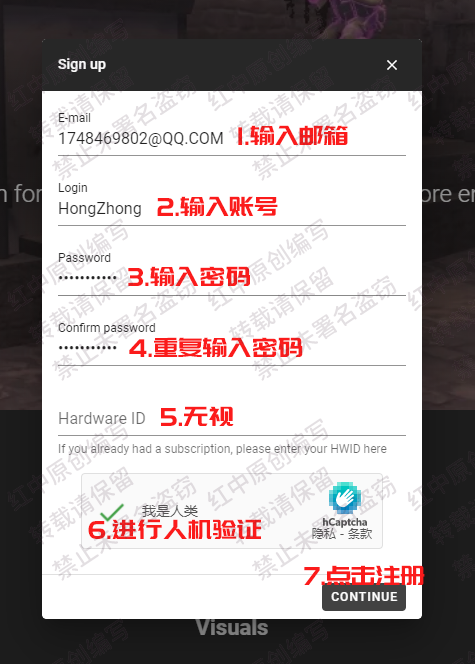 Sign up
E-mail
1748469802@QQ.COM 1.输入邮箱
Login
HongZhong 2.输入账号
Password
••••••••••• 3.输入密码
Confirm password
••••••••••• 4.重复输入密码
Hardware ID 5.无视
If you already had a subscription, please enter your HWID here
我是人类
hCaptcha
6.进行人机验证
隐私 - 条款
7.点击注册
CONTINUE
Visuals
n for
ore en
红中原创编写
转载请保留
禁止未署名盗窃